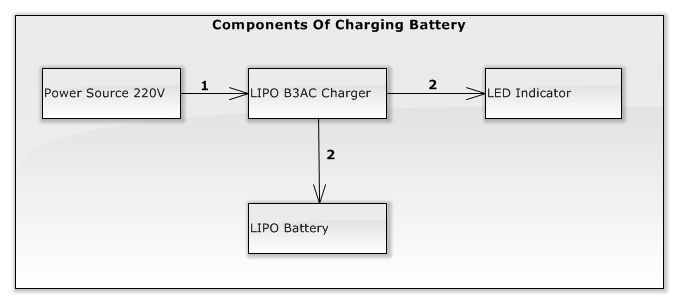 Components Of Charging Battery
Power Source 220V
1
LIPO B3AC Charger
2
LED Indicator
2
LIPO Battery